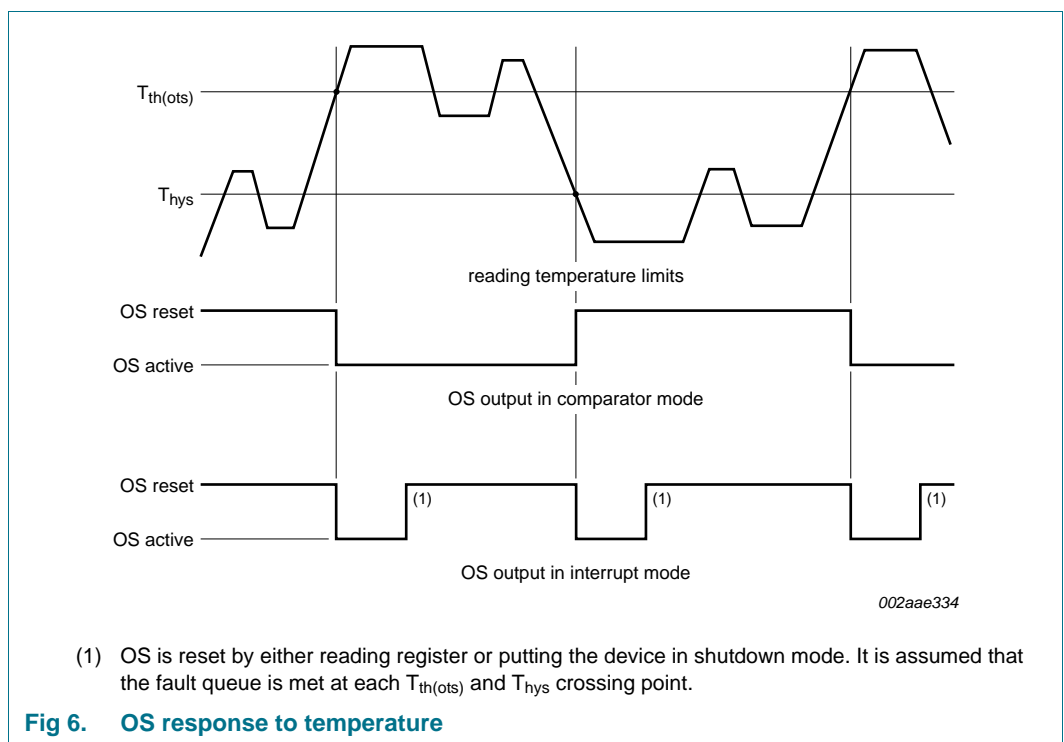 T_th(ots)
T_hys
reading temperature limits
OS reset
OS active
OS output in comparator mode
OS reset
(1) (1) (1)
OS active
OS output in interrupt mode
002aae334
(1) OS is reset by either reading register or putting the device in shutdown mode. It is assumed that
the fault queue is met at each T_th(ots) and T_hys crossing point.
Fig 6. OS response to temperature